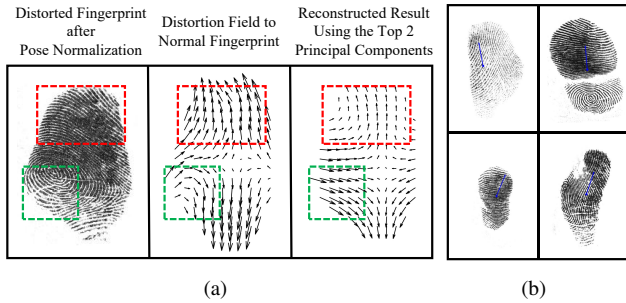 Distorted Fingerprint
after
Pose Normalization
Distortion Field to
Normal Fingerprint
Reconstructed Result
Using the Top 2
Principal Components
(a)
(b)